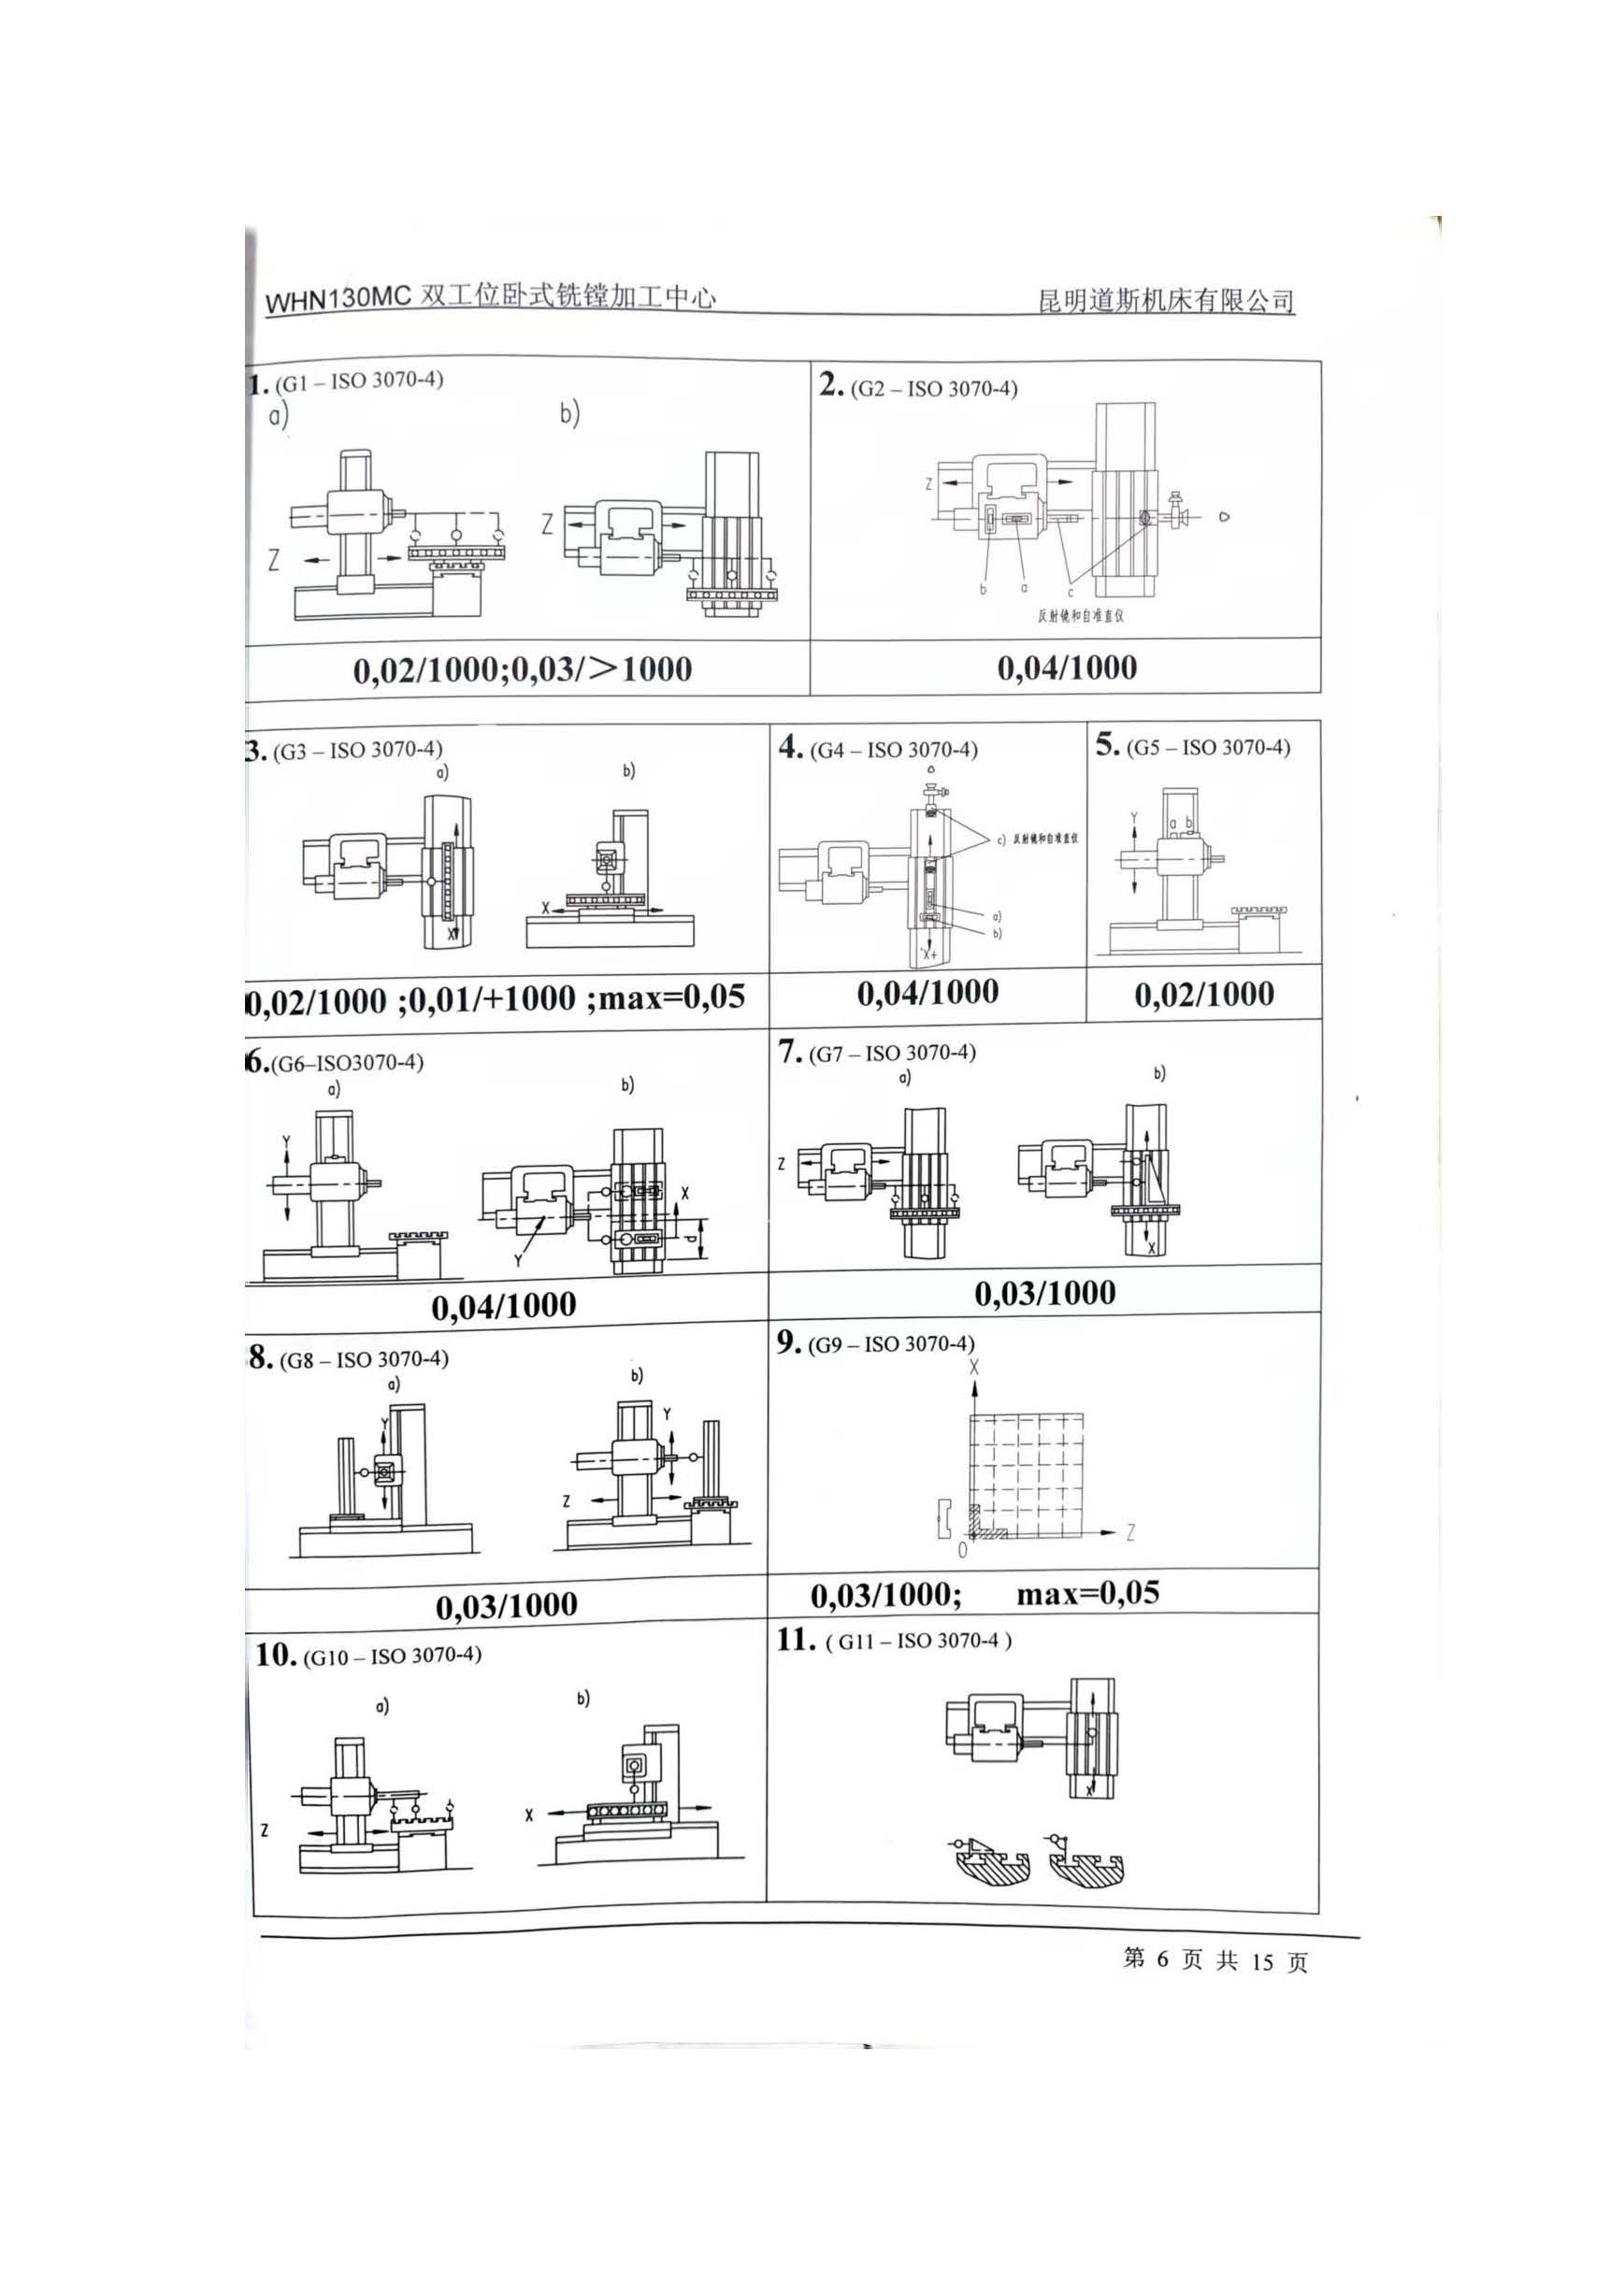 WHN130MC 双工位卧式铣镗加工中心 昆明道斯机床有限公司
1. (G1 – ISO 3070-4)
a) b)
Z Z
0,02/1000;0,03/>1000
2. (G2 – ISO 3070-4)
Z
b a c
反射镜和自准直仪
0,04/1000
3. (G3 – ISO 3070-4)
a) b)
X X
0,02/1000 ;0,01/+1000 ;max=0,05
4. (G4 – ISO 3070-4)
c) 反射镜和自准直仪
a)
b)
X+
0,04/1000
5. (G5 – ISO 3070-4)
Y a b
0,02/1000
6.(G6–ISO3070-4)
a) b)
Y X
d
Y
0,04/1000
7. (G7 – ISO 3070-4)
a) b)
Z
X
0,03/1000
8. (G8 – ISO 3070-4)
a) b)
Y Y
Z
0,03/1000
9. (G9 – ISO 3070-4)
X
Z
O
0,03/1000; max=0,05
10. (G10 – ISO 3070-4)
a) b)
Z X
11. ( G11 – ISO 3070-4 )
X
第 6 页 共 15 页